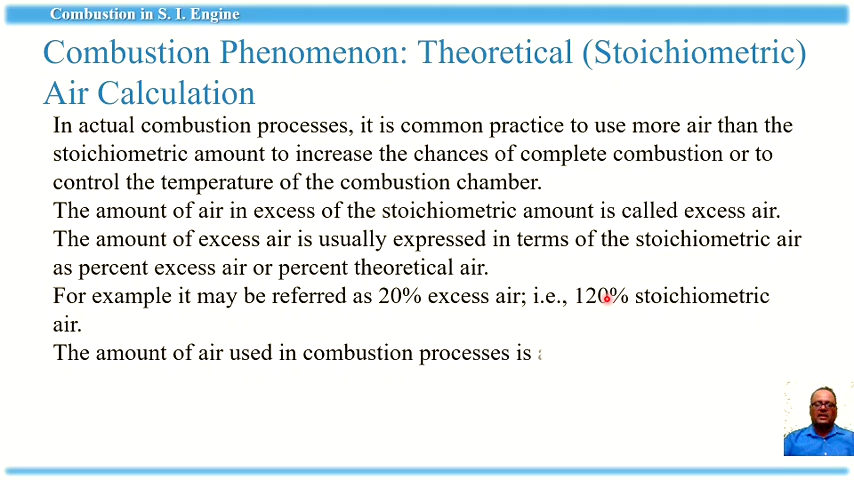 Combustion in S. I. Engine
Combustion Phenomenon: Theoretical (Stoichiometric)
Air Calculation
In actual combustion processes, it is common practice to use more air than the
stoichiometric amount to increase the chances of complete combustion or to
control the temperature of the combustion chamber.
The amount of air in excess of the stoichiometric amount is called excess air.
The amount of excess air is usually expressed in terms of the stoichiometric air
as percent excess air or percent theoretical air.
For example it may be referred as 20% excess air; i.e., 120% stoichiometric
air.
The amount of air used in combustion processes is